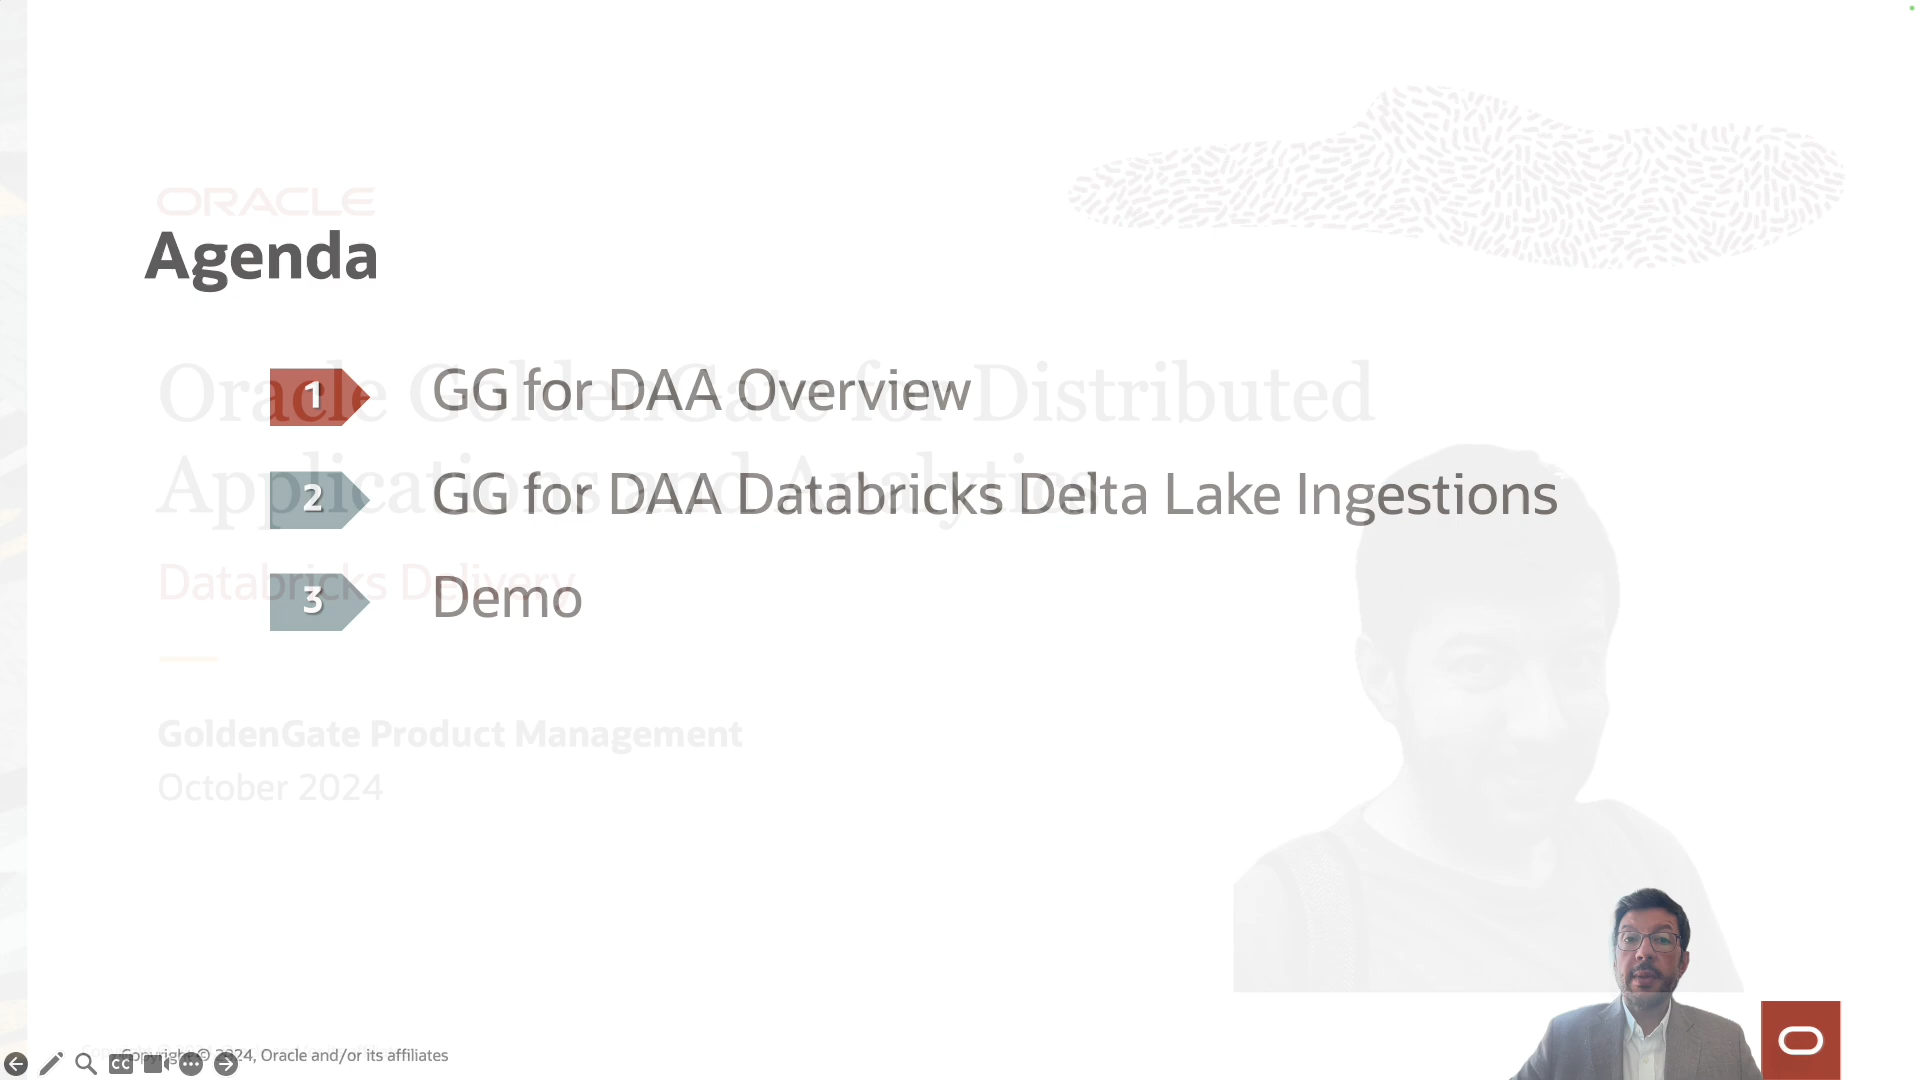 ORACLE
Agenda
Oracle GoldenGate for Distributed
Applications and Analytics
1 GG for DAA Overview
2 GG for DAA Databricks Delta Lake Ingestions
Databricks Delivery
3 Demo
GoldenGate Product Management
October 2024
Copyright © 2024, Oracle and/or its affiliates
CC